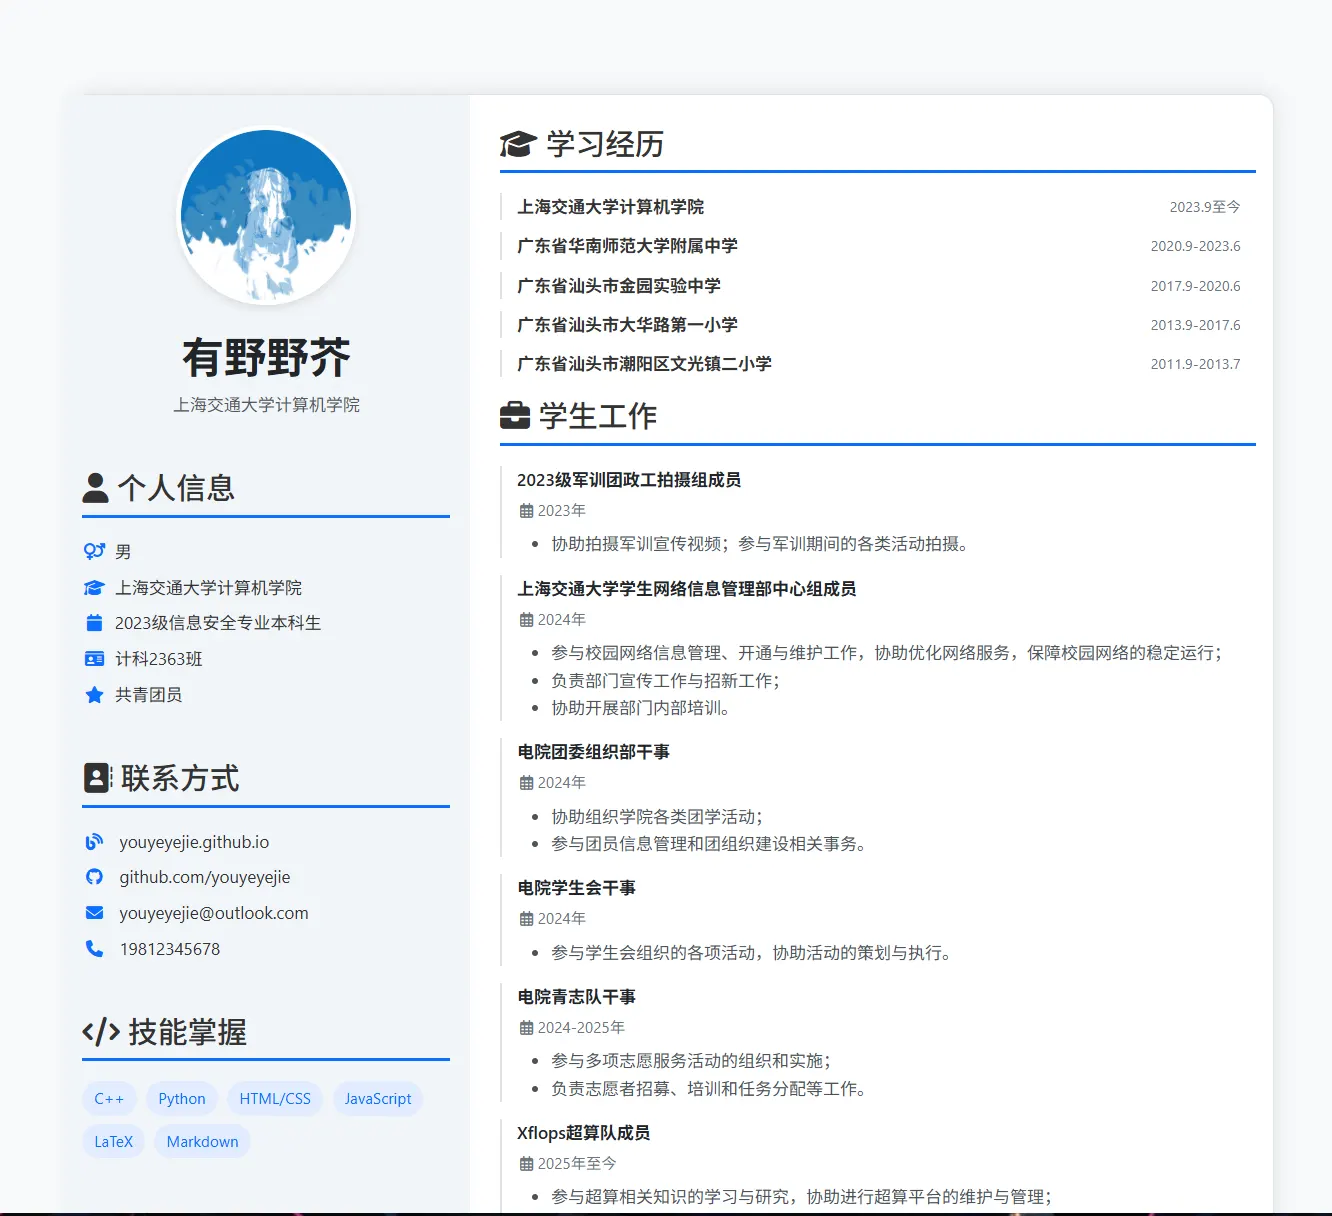 有野野芥
上海交通大学计算机学院
个人信息
男
上海交通大学计算机学院
2023级信息安全专业本科生
计科2363班
共青团员
联系方式
youyeyejie.github.io
github.com/youyeyejie
youyeyejie@outlook.com
19812345678
技能掌握
C++ Python HTML/CSS JavaScript
LaTeX Markdown
学习经历
上海交通大学计算机学院 2023.9至今
广东省华南师范大学附属中学 2020.9-2023.6
广东省汕头市金园实验中学 2017.9-2020.6
广东省汕头市大华路第一小学 2013.9-2017.6
广东省汕头市潮阳区文光镇二小学 2011.9-2013.7
学生工作
2023级军训团政工拍摄组成员
2023年
协助拍摄军训宣传视频；参与军训期间的各类活动拍摄。
上海交通大学学生网络信息管理部中心组成员
2024年
参与校园网络信息管理、开通与维护工作，协助优化网络服务，保障校园网络的稳定运行；
负责部门宣传工作与招新工作；
协助开展部门内部培训。
电院团委组织部干事
2024年
协助组织学院各类团学活动；
参与团员信息管理和团组织建设相关事务。
电院学生会干事
2024年
参与学生会组织的各项活动，协助活动的策划与执行。
电院青志队干事
2024-2025年
参与多项志愿服务活动的组织和实施；
负责志愿者招募、培训和任务分配等工作。
Xflops超算队成员
2025年至今
参与超算相关知识的学习与研究，协助进行超算平台的维护与管理；